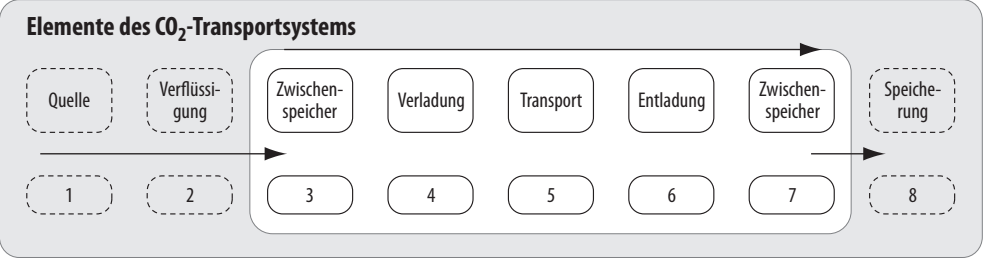 Elemente des CO₂-Transportsystems
Quelle
Verflüssi-
gung
Zwischen-
speicher
Verladung
Transport
Entladung
Zwischen-
speicher
Speiche-
rung
1
2
3
4
5
6
7
8